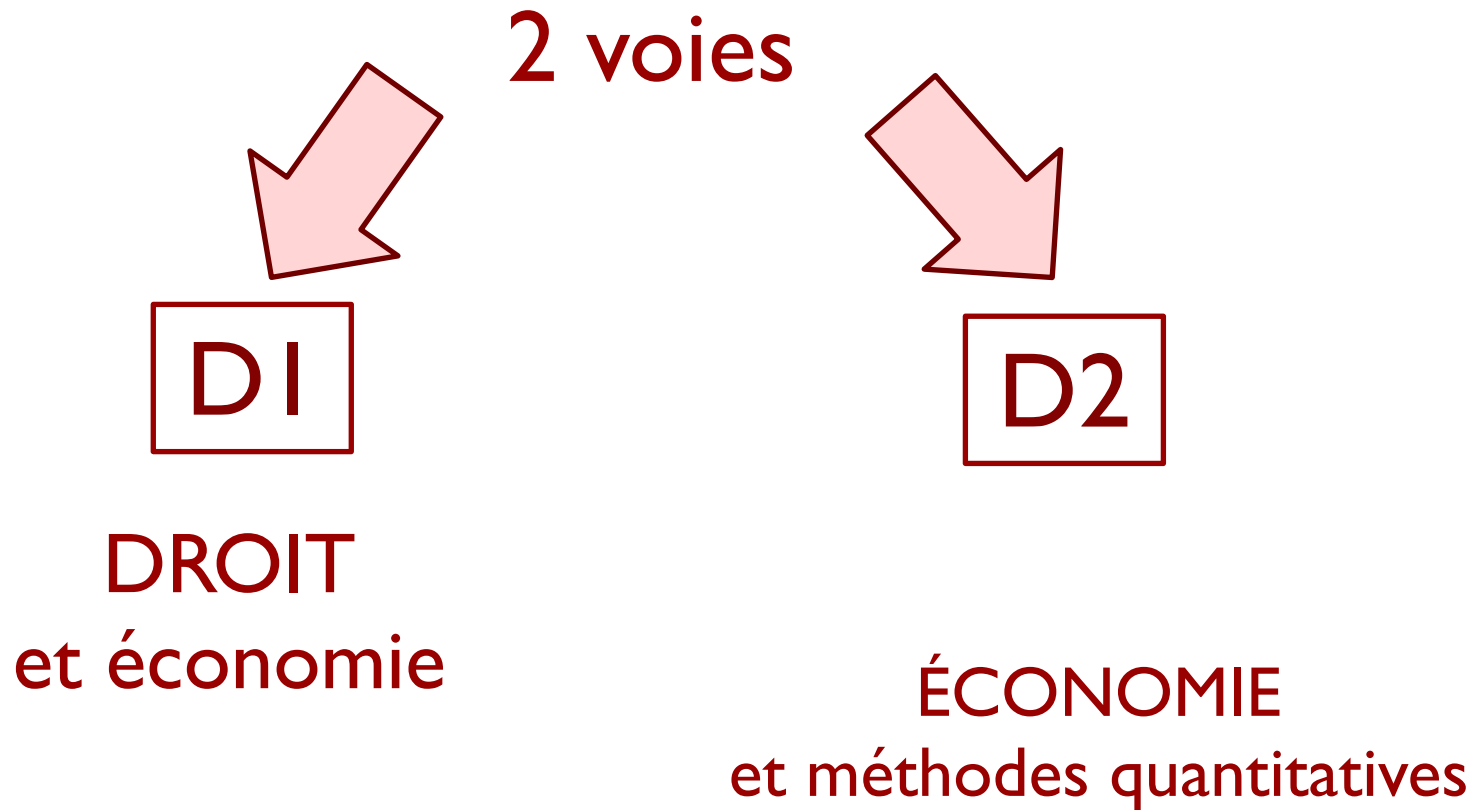 2 voies
D1
D2
DROIT
et économie
ÉCONOMIE
et méthodes quantitatives